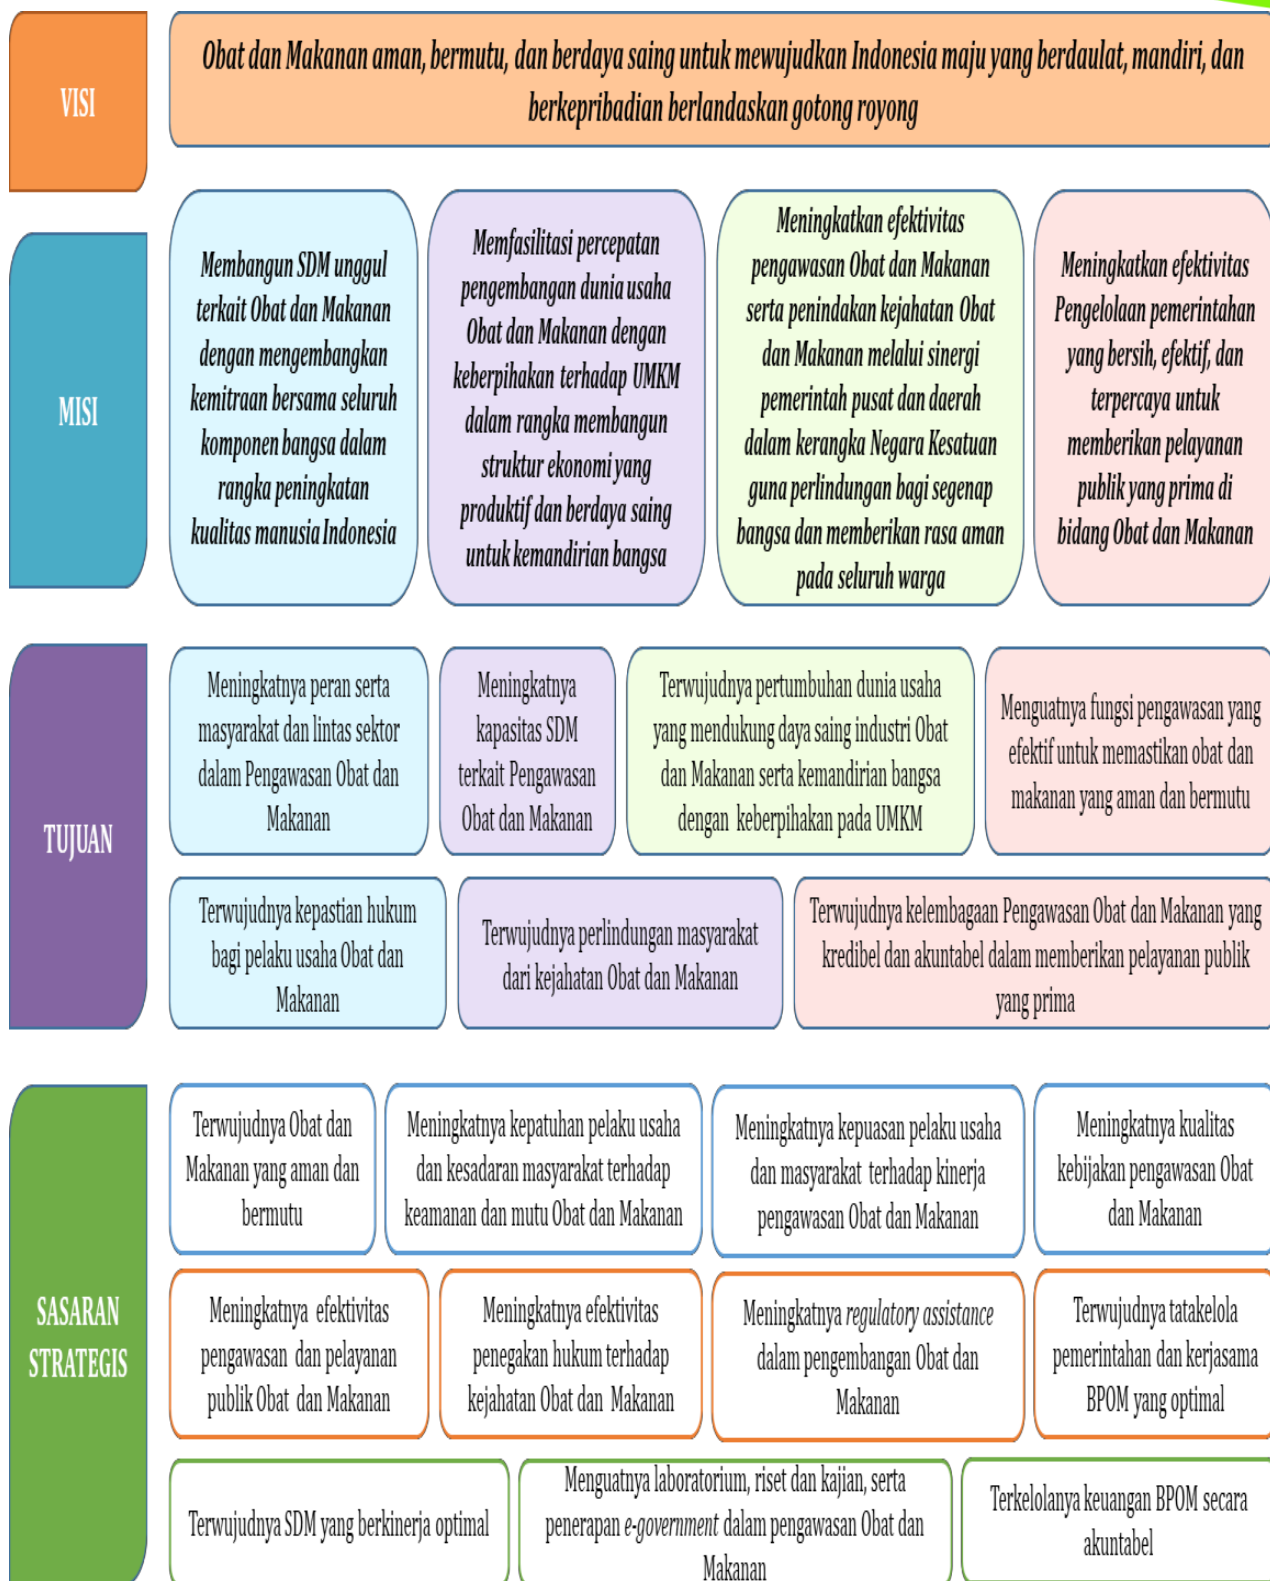 VISI
Obat dan Makanan aman, bermutu, dan berdaya saing untuk mewujudkan Indonesia maju yang berdaulat, mandiri, dan
berkepribadian berlandaskan gotong royong
MISI
Membangun SDM unggul
terkait Obat dan Makanan
dengan mengembangkan
kemitraan bersama seluruh
komponen bangsa dalam
rangka peningkatan
kualitas manusia Indonesia
Memfasilitasi percepatan
pengembangan dunia usaha
Obat dan Makanan dengan
keberpihakan terhadap UMKM
dalam rangka membangun
struktur ekonomi yang
produktif dan berdaya saing
untuk kemandirian bangsa
Meningkatkan efektivitas
pengawasan Obat dan Makanan
serta penindakan kejahatan Obat
dan Makanan melalui sinergi
pemerintah pusat dan daerah
dalam kerangka Negara Kesatuan
guna perlindungan bagi segenap
bangsa dan memberikan rasa aman
pada seluruh warga
Meningkatkan efektivitas
Pengelolaan pemerintahan
yang bersih, efektif, dan
terpercaya untuk
memberikan pelayanan
publik yang prima di
bidang Obat dan Makanan
TUJUAN
Meningkatnya peran serta
masyarakat dan lintas sektor
dalam Pengawasan Obat dan
Makanan
Meningkatnya
kapasitas SDM
terkait Pengawasan
Obat dan Makanan
Terwujudnya pertumbuhan dunia usaha
yang mendukung daya saing industri Obat
dan Makanan serta kemandirian bangsa
dengan keberpihakan pada UMKM
Menguatnya fungsi pengawasan yang
efektif untuk memastikan obat dan
makanan yang aman dan bermutu
Terwujudnya kepastian hukum
bagi pelaku usaha Obat dan
Makanan
Terwujudnya perlindungan masyarakat
dari kejahatan Obat dan Makanan
Terwujudnya kelembagaan Pengawasan Obat dan Makanan yang
kredibel dan akuntabel dalam memberikan pelayanan publik
yang prima
SASARAN
STRATEGIS
Terwujudnya Obat dan
Makanan yang aman dan
bermutu
Meningkatnya kepatuhan pelaku usaha
dan kesadaran masyarakat terhadap
keamanan dan mutu Obat dan Makanan
Meningkatnya kepuasan pelaku usaha
dan masyarakat terhadap kinerja
pengawasan Obat dan Makanan
Meningkatnya kualitas
kebijakan pengawasan Obat
dan Makanan
Meningkatnya efektivitas
pengawasan dan pelayanan
publik Obat dan Makanan
Meningkatnya efektivitas
penegakan hukum terhadap
kejahatan Obat dan Makanan
Meningkatnya regulatory assistance
dalam pengembangan Obat dan
Makanan
Terwujudnya tatakelola
pemerintahan dan kerjasama
BPOM yang optimal
Terwujudnya SDM yang berkinerja optimal
Menguatnya laboratorium, riset dan kajian, serta
penerapan e-government dalam pengawasan Obat dan
Makanan
Terkelolanya keuangan BPOM secara
akuntabel